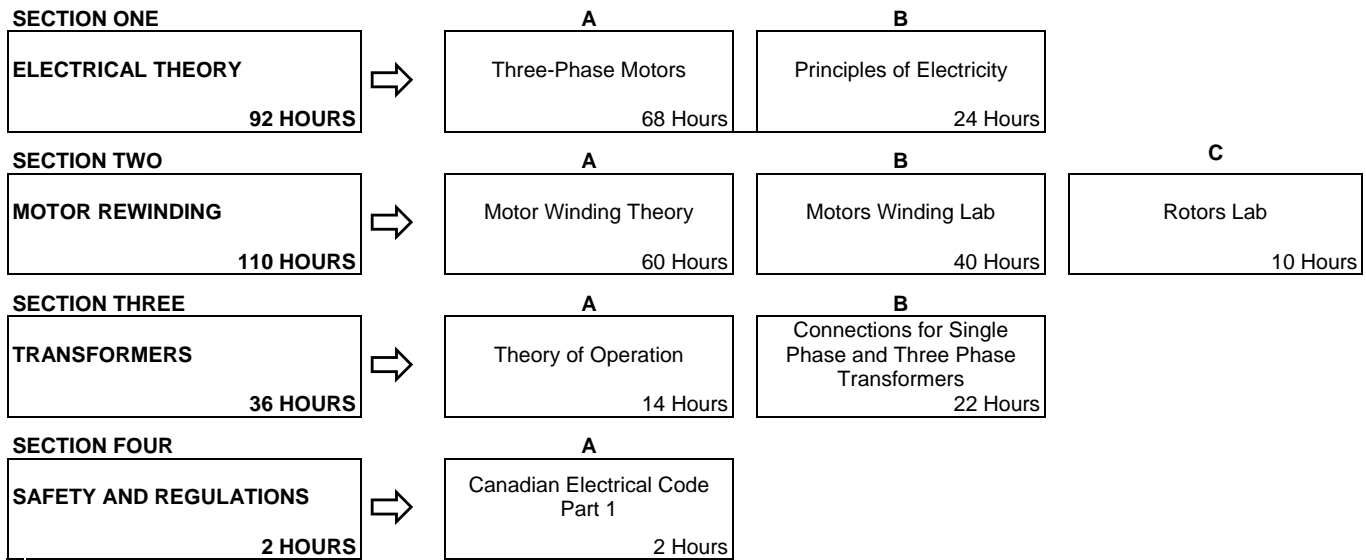 SECTION ONE
A
B
ELECTRICAL THEORY
92 HOURS
Three-Phase Motors
68 Hours
Principles of Electricity
24 Hours
SECTION TWO
A
B
C
MOTOR REWINDING
110 HOURS
Motor Winding Theory
60 Hours
Motors Winding Lab
40 Hours
Rotors Lab
10 Hours
SECTION THREE
A
B
TRANSFORMERS
36 HOURS
Theory of Operation
14 Hours
Connections for Single
Phase and Three Phase
Transformers
22 Hours
SECTION FOUR
A
SAFETY AND REGULATIONS
2 HOURS
Canadian Electrical Code
Part 1
2 Hours